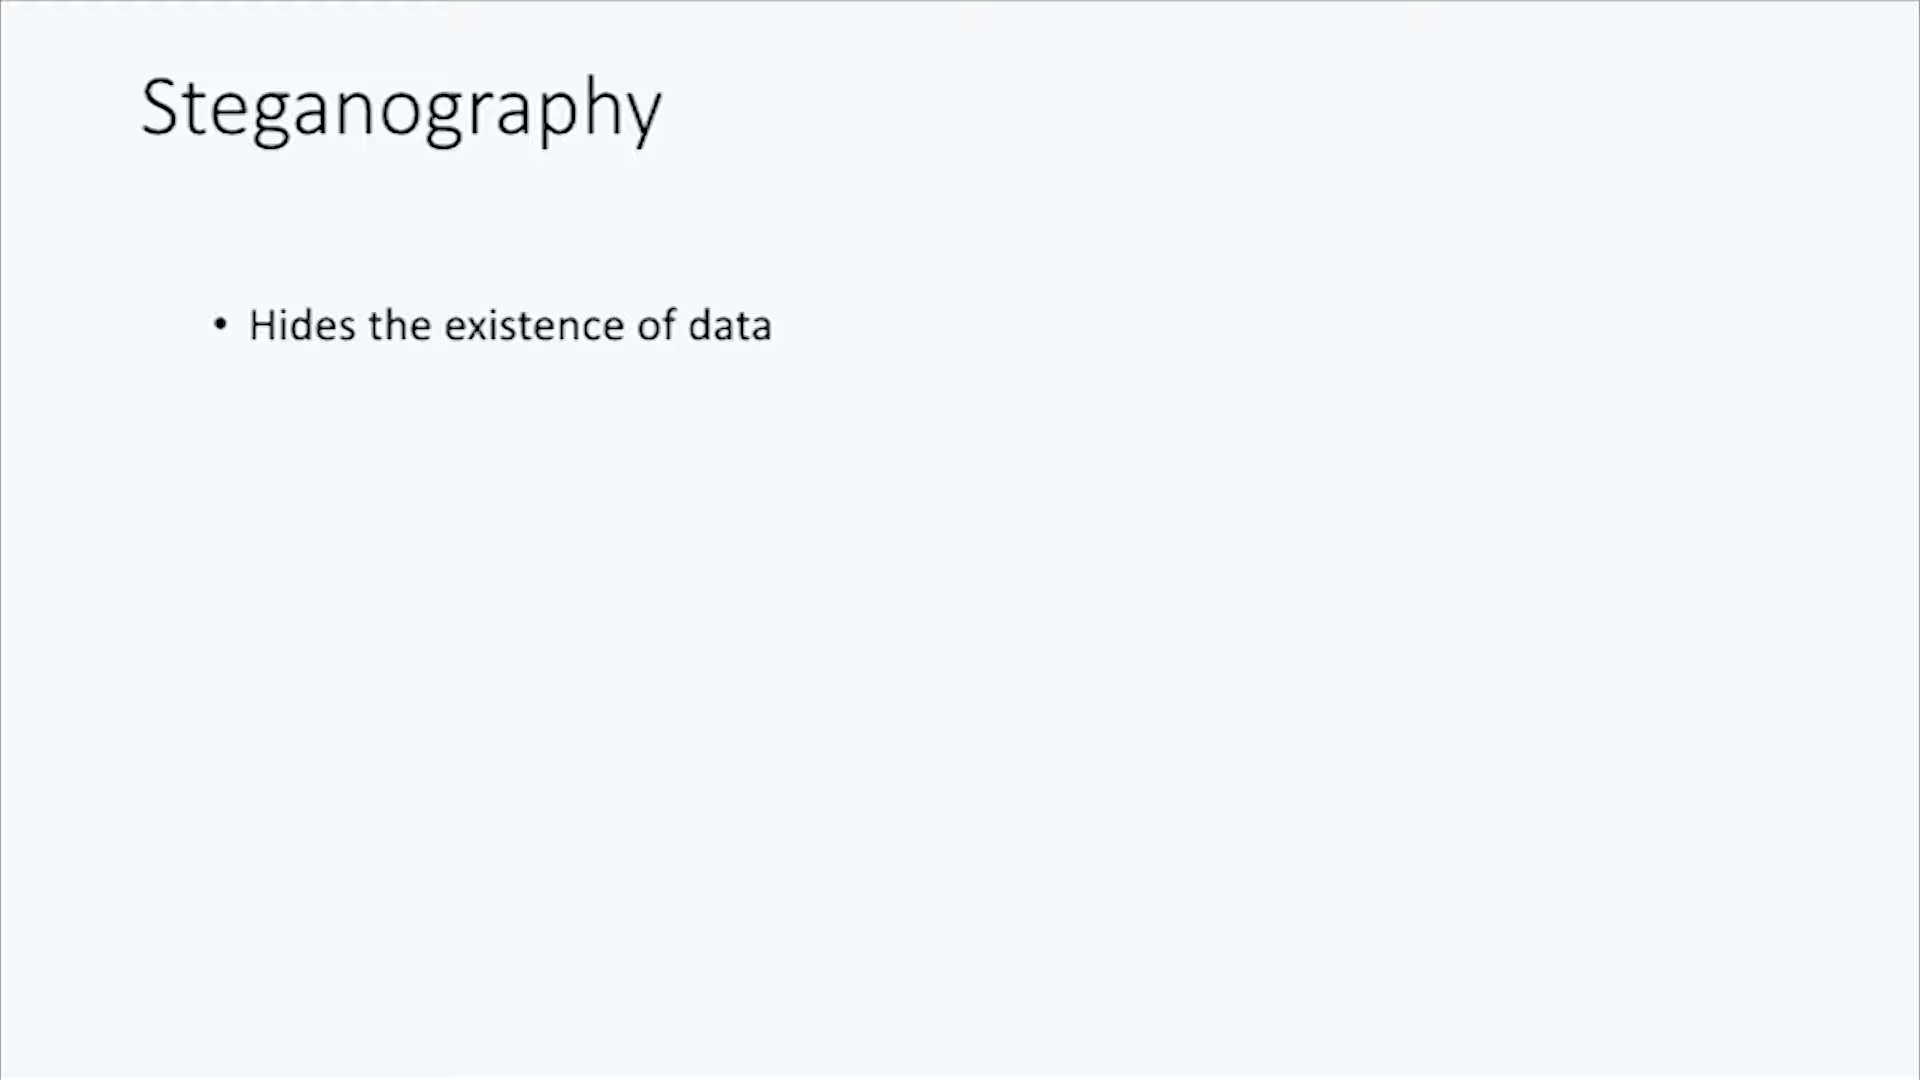 Steganography
• Hides the existence of data